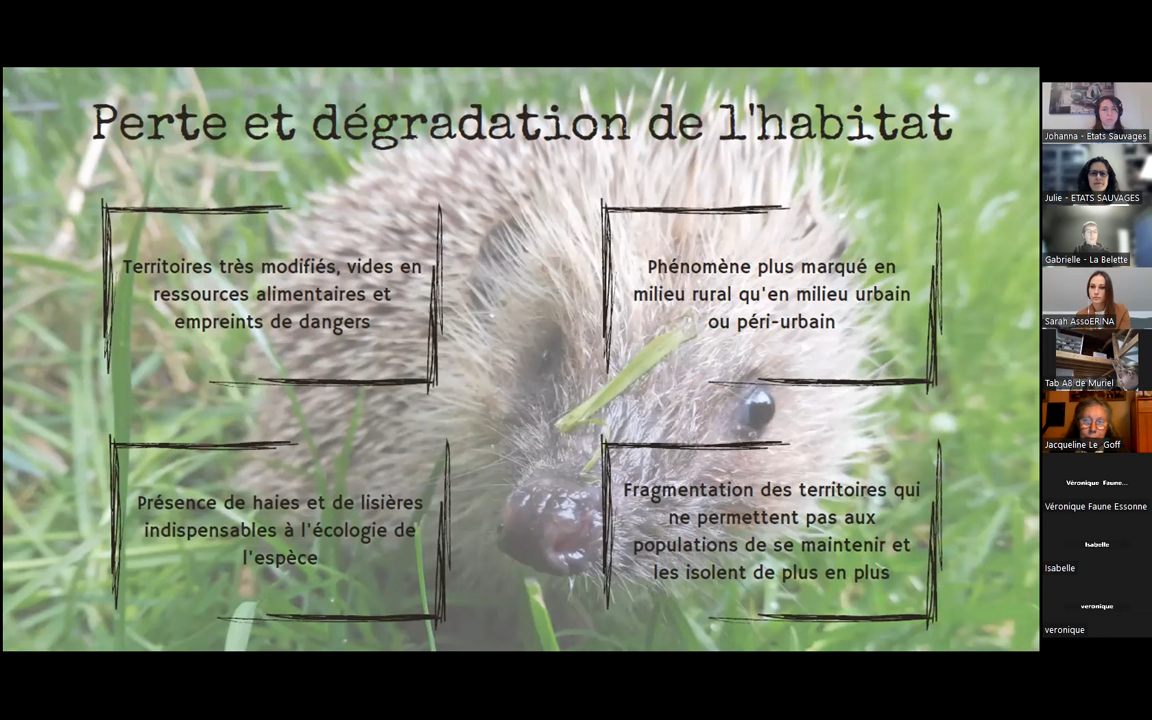 Perte et dégradation de l'habitat
Territoires très modifiés, vides en
ressources alimentaires et
empreints de dangers
Phénomène plus marqué en
milieu rural qu'en milieu urbain
ou péri-urbain
Présence de haies et de lisières
indispensables à l'écologie de
l'espèce
Fragmentation des territoires qui
ne permettent pas aux
populations de se maintenir et
les isolent de plus en plus
Johanna - Etats Sauvages
Julie - ETATS SAUVAGES
Gabrielle - La Belette
Sarah AssoERINA
Tab A8 de Muriel
Jacqueline Le Goff
Véronique Faune...
Véronique Faune Essonne
Isabelle
Isabelle
veronique
veronique